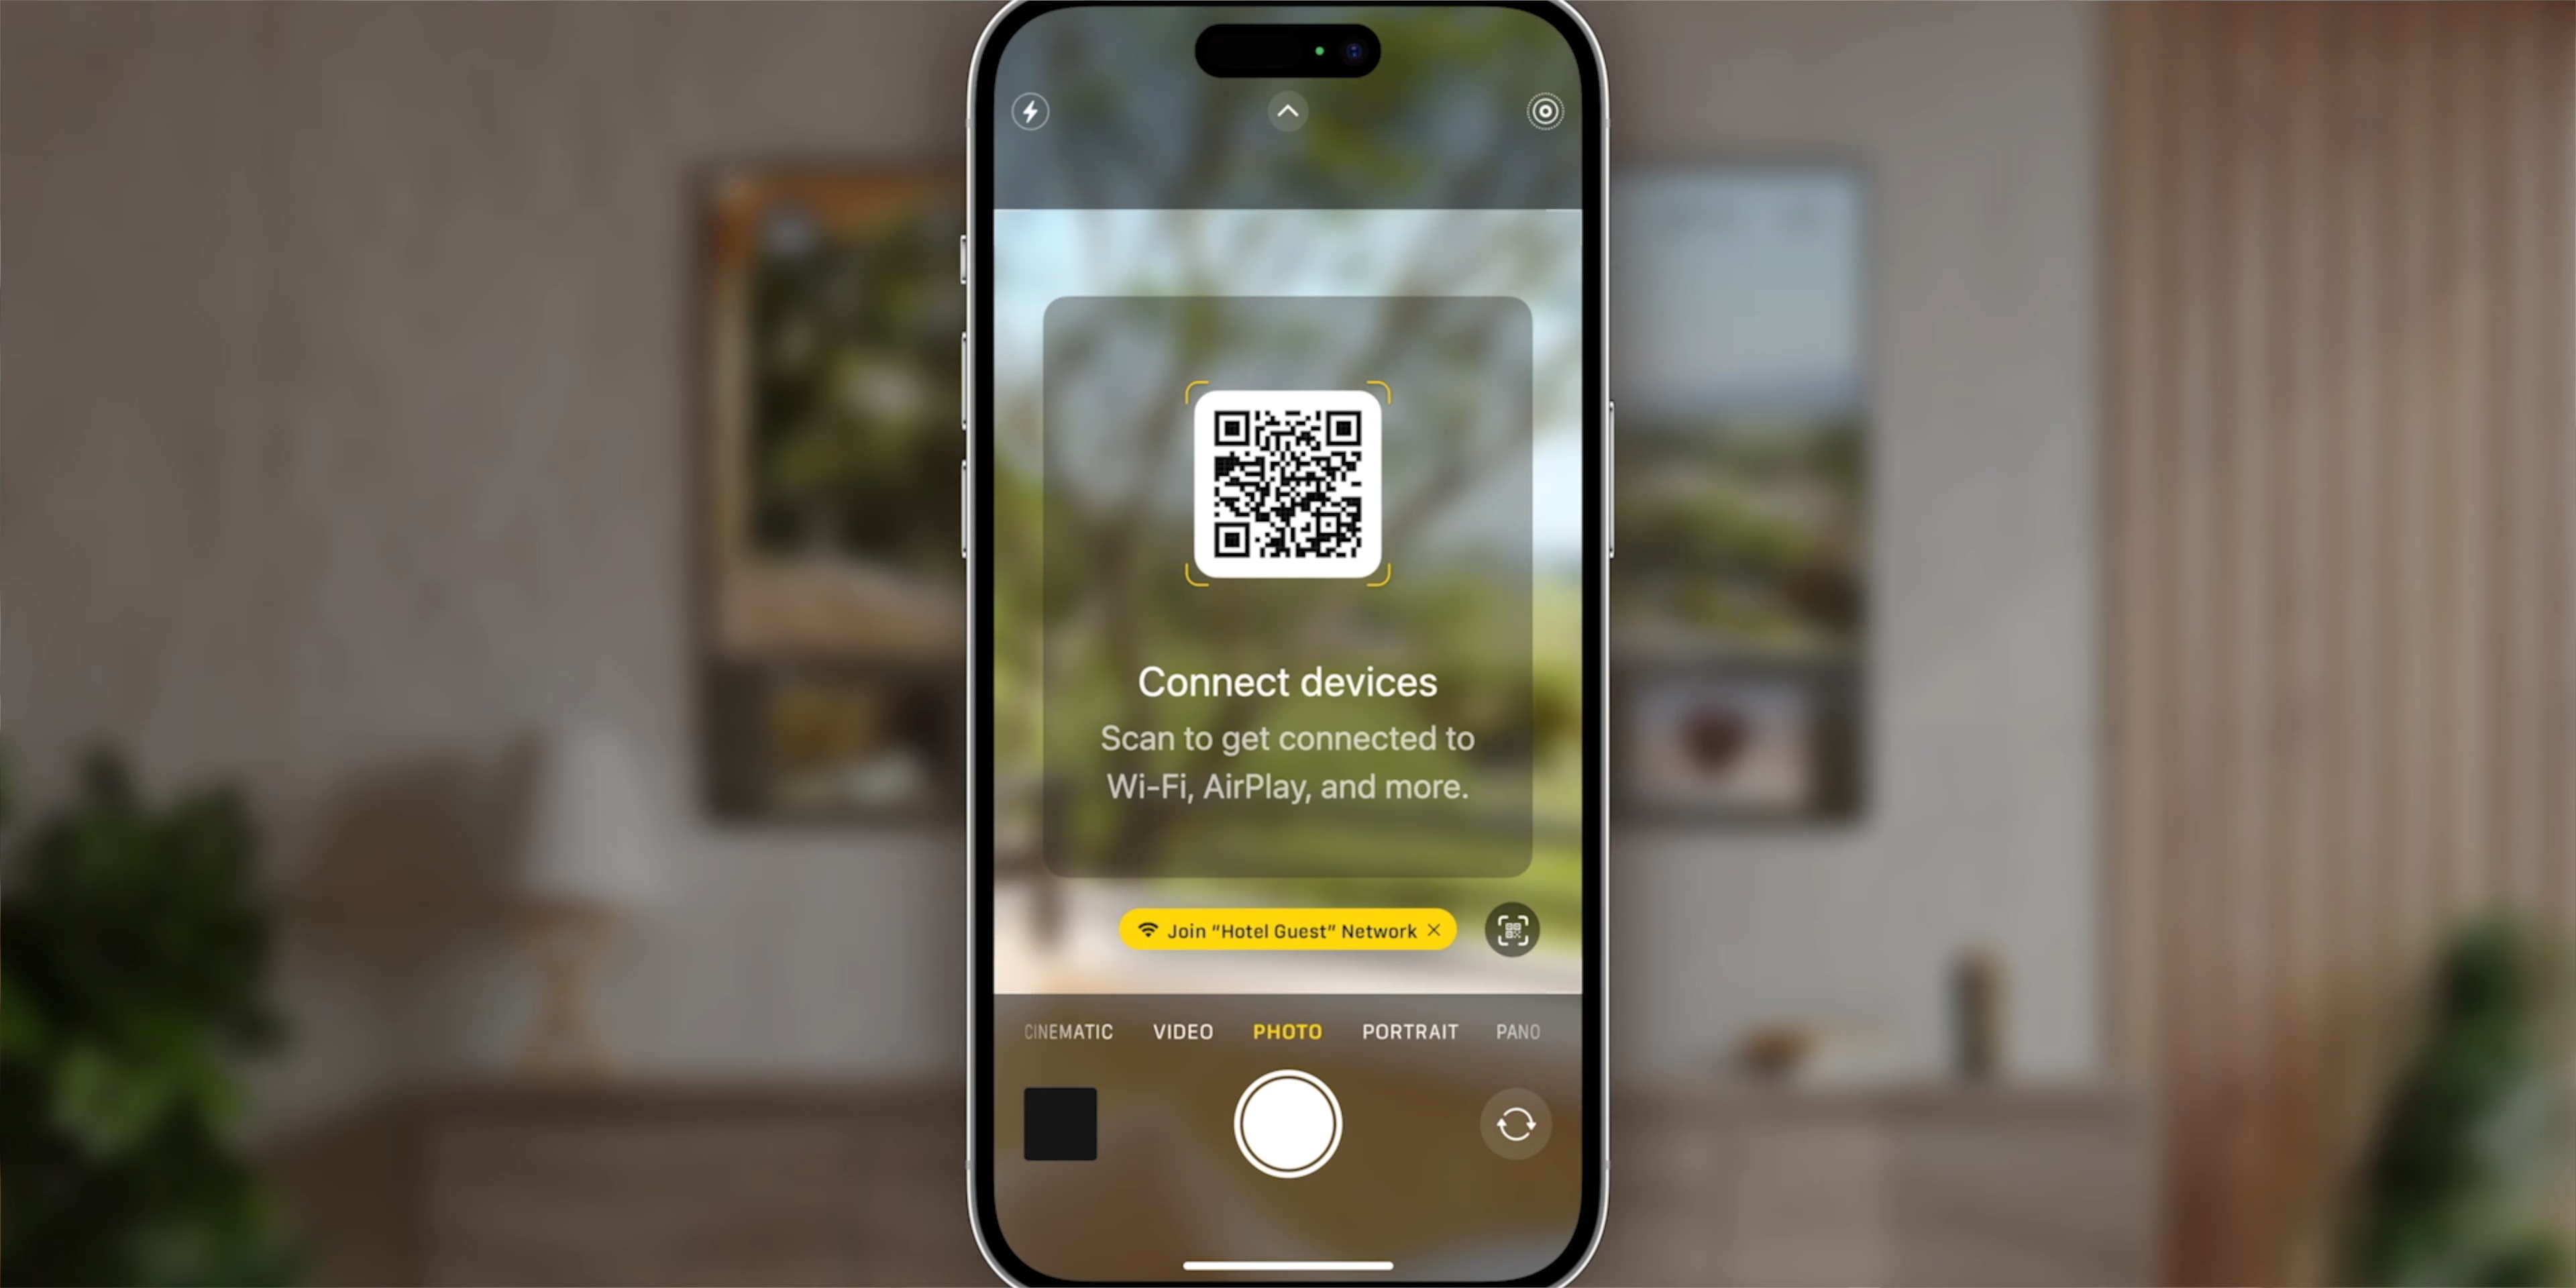 Connect devices
Scan to get connected to
Wi-Fi, AirPlay, and more.
Join “Hotel Guest” Network
CINEMATIC VIDEO PHOTO PORTRAIT PANO